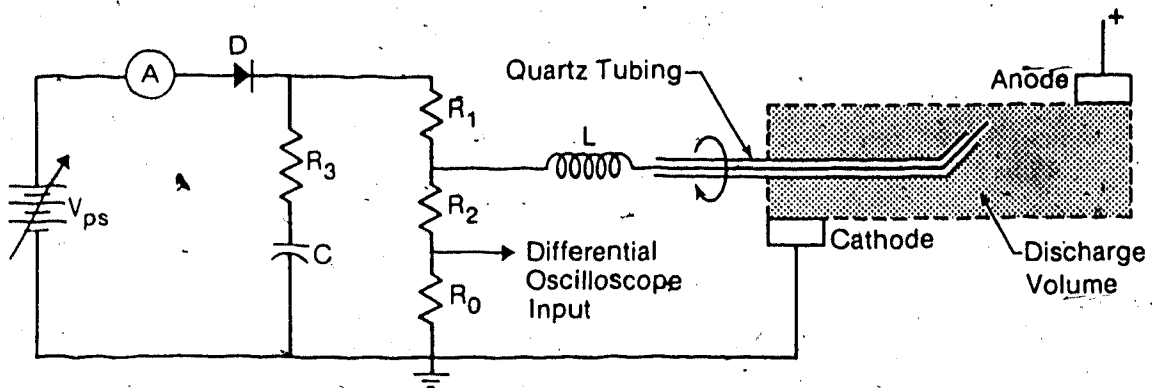 D
A
R₁
R₃
V_ps
C
R₂
R₀
L
Quartz Tubing
Differential
Oscilloscope
Input
+
Anode
Cathode
Discharge
Volume